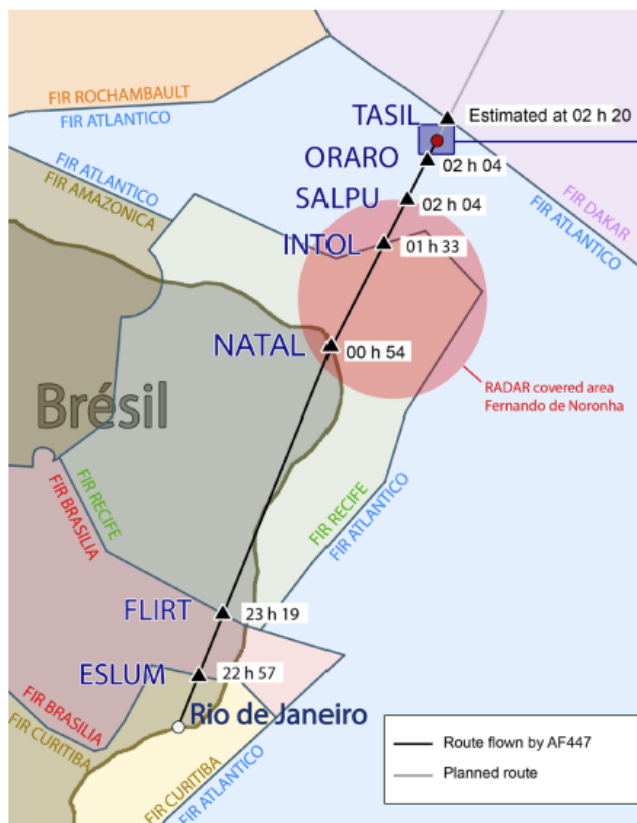 FIR ROCHAMBAULT
FIR ATLANTICO
TASIL
Estimated at 02 h 20
ORARO
02 h 04
FIR ATLANTICO
FIR AMAZONICA
SALPU
02 h 04
FIR DAKAR
FIR ATLANTICO
INTOL
01 h 33
NATAL
00 h 54
RADAR covered area
Fernando de Noronha
Brésil
FIR BRASILIA
FIR RECIFE
FIR RECIFE
FIR ATLANTICO
FLIRT
23 h 19
ESLUM
22 h 57
Rio de Janeiro
FIR BRASILIA
FIR CURITIBA
FIR CURITIBA
FIR ATLANTICO
Route flown by AF447
Planned route